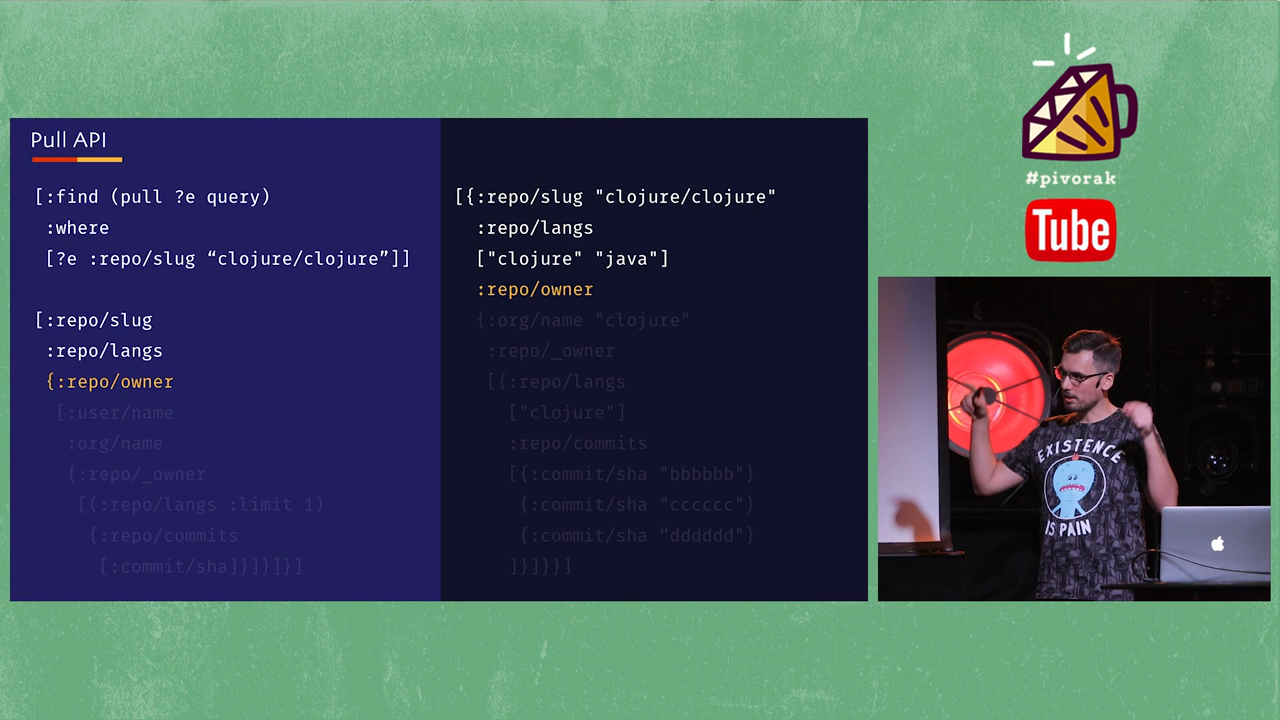 Pull API
[:find (pull ?e query)
:where
[?e :repo/slug “clojure/clojure”]]
[:repo/slug
:repo/langs
{:repo/owner
[:user/name
:org/name
{:repo/_owner
[(:repo/langs :limit 1)
{:repo/commits
[:commit/sha]}]}]}]
[{:repo/slug "clojure/clojure"
:repo/langs
["clojure" "java"]
:repo/owner
{:org/name "clojure"
:repo/_owner
[{:repo/langs
["clojure"]
:repo/commits
[{:commit/sha "bbbbbb"}
{:commit/sha "cccccc"}
{:commit/sha “dddddd"}
]}]}}]
#pivorak
Tube
EXISTENCE
IS PAIN